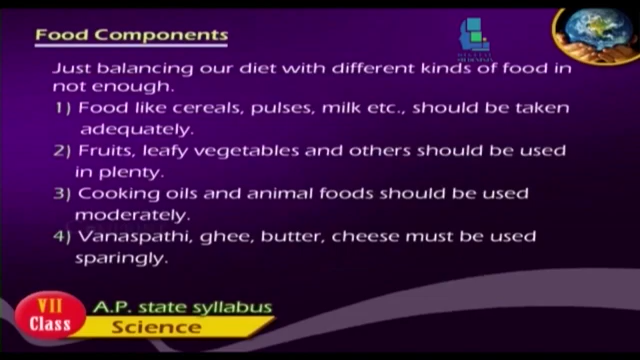 Food Components
Just balancing our diet with different kinds of food in
not enough.
1) Food like cereals, pulses, milk etc., should be taken
adequately.
2) Fruits, leafy vegetables and others should be used
in plenty.
3) Cooking oils and animal foods should be used
moderately.
4) Vanaspathi, ghee, butter, cheese must be used
sparingly.
VII
Class
A.P. state syllabus
Science